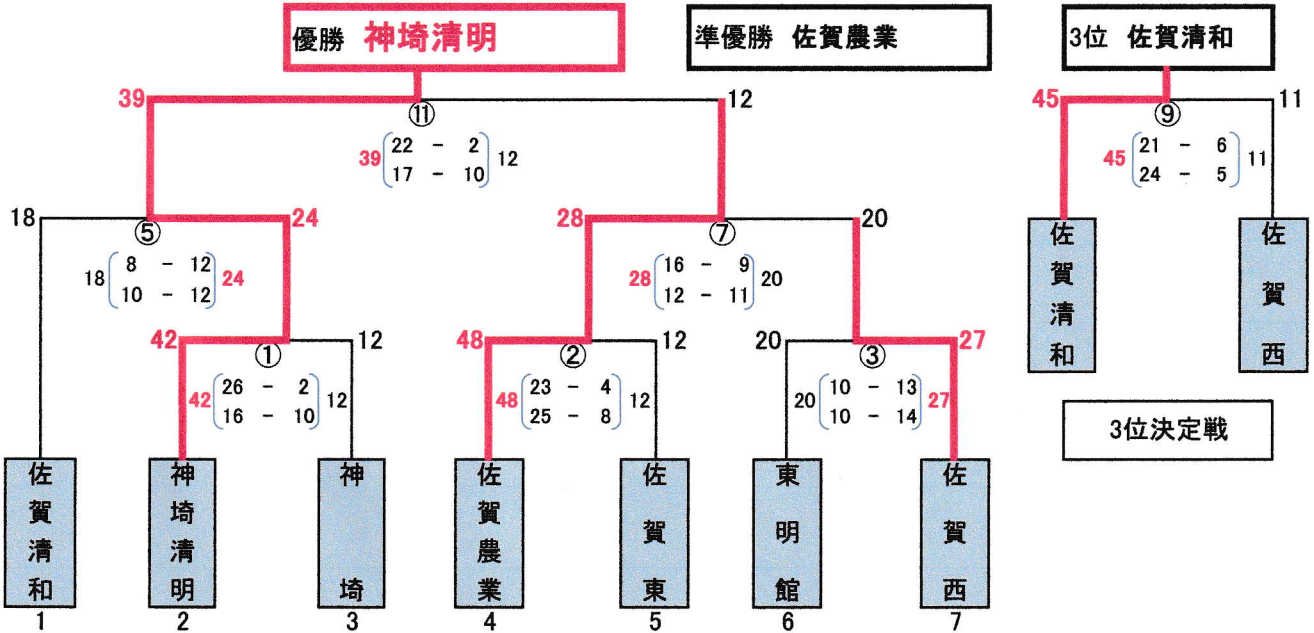 優勝 神埼清明
準優勝 佐賀農業
3位 佐賀清和
39 12
⑪
39 22 - 2 12
17 - 10
45 11
⑨
45 21 - 6 11
24 - 5
18 24
⑤
18 8 - 12 24
10 - 12
28 20
⑦
28 16 - 9 20
12 - 11
佐賀清和
佐賀西
42 12
①
42 26 - 2 12
16 - 10
48 12
②
48 23 - 4 12
25 - 8
20 27
③
20 10 - 13 27
10 - 14
3位決定戦
佐賀清和
神埼清明
神埼
佐賀農業
佐賀東
東明館
佐賀西
1 2 3 4 5 6 7